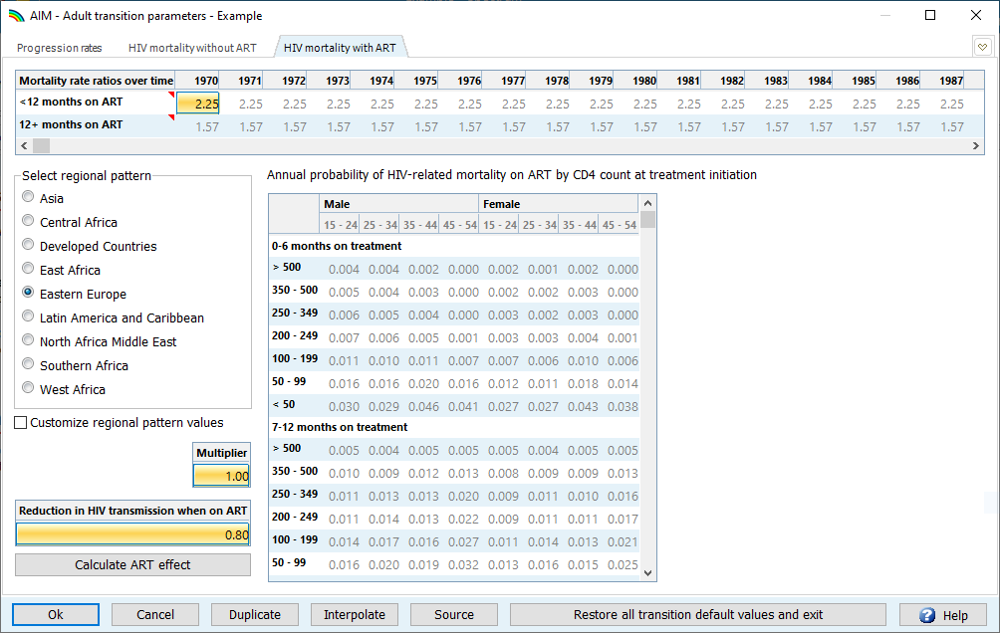 AIM - Adult transition parameters - Example
Progression rates HIV mortality without ART HIV mortality with ART
Mortality rate ratios over time 1970 1971 1972 1973 1974 1975 1976 1977 1978 1979 1980 1981 1982 1983 1984 1985 1986 1987
<12 months on ART 2.25 2.25 2.25 2.25 2.25 2.25 2.25 2.25 2.25 2.25 2.25 2.25 2.25 2.25 2.25 2.25 2.25 2.25
12+ months on ART 1.57 1.57 1.57 1.57 1.57 1.57 1.57 1.57 1.57 1.57 1.57 1.57 1.57 1.57 1.57 1.57 1.57 1.57
Select regional pattern
Asia
Central Africa
Developed Countries
East Africa
Eastern Europe
Latin America and Caribbean
North Africa Middle East
Southern Africa
West Africa
Customize regional pattern values
Multiplier
1.00
Reduction in HIV transmission when on ART
0.80
Calculate ART effect
Annual probability of HIV-related mortality on ART by CD4 count at treatment initiation
Male Female
15 - 24 25 - 34 35 - 44 45 - 54 15 - 24 25 - 34 35 - 44 45 - 54
0-6 months on treatment
> 500 0.004 0.004 0.002 0.000 0.002 0.001 0.002 0.000
350 - 500 0.005 0.004 0.003 0.000 0.002 0.002 0.003 0.000
250 - 349 0.006 0.005 0.004 0.000 0.003 0.002 0.003 0.000
200 - 249 0.007 0.006 0.005 0.001 0.003 0.003 0.004 0.001
100 - 199 0.011 0.010 0.011 0.007 0.007 0.006 0.010 0.006
50 - 99 0.016 0.016 0.020 0.016 0.012 0.011 0.018 0.014
< 50 0.030 0.029 0.046 0.041 0.027 0.027 0.043 0.038
7-12 months on treatment
> 500 0.005 0.004 0.005 0.005 0.005 0.004 0.005 0.005
350 - 500 0.010 0.009 0.012 0.013 0.008 0.009 0.009 0.013
250 - 349 0.011 0.013 0.013 0.020 0.009 0.011 0.010 0.016
200 - 249 0.011 0.014 0.013 0.022 0.009 0.011 0.011 0.017
100 - 199 0.014 0.017 0.016 0.027 0.011 0.014 0.013 0.021
50 - 99 0.016 0.020 0.019 0.032 0.013 0.016 0.015 0.025
Ok Cancel Duplicate Interpolate Source Restore all transition default values and exit Help